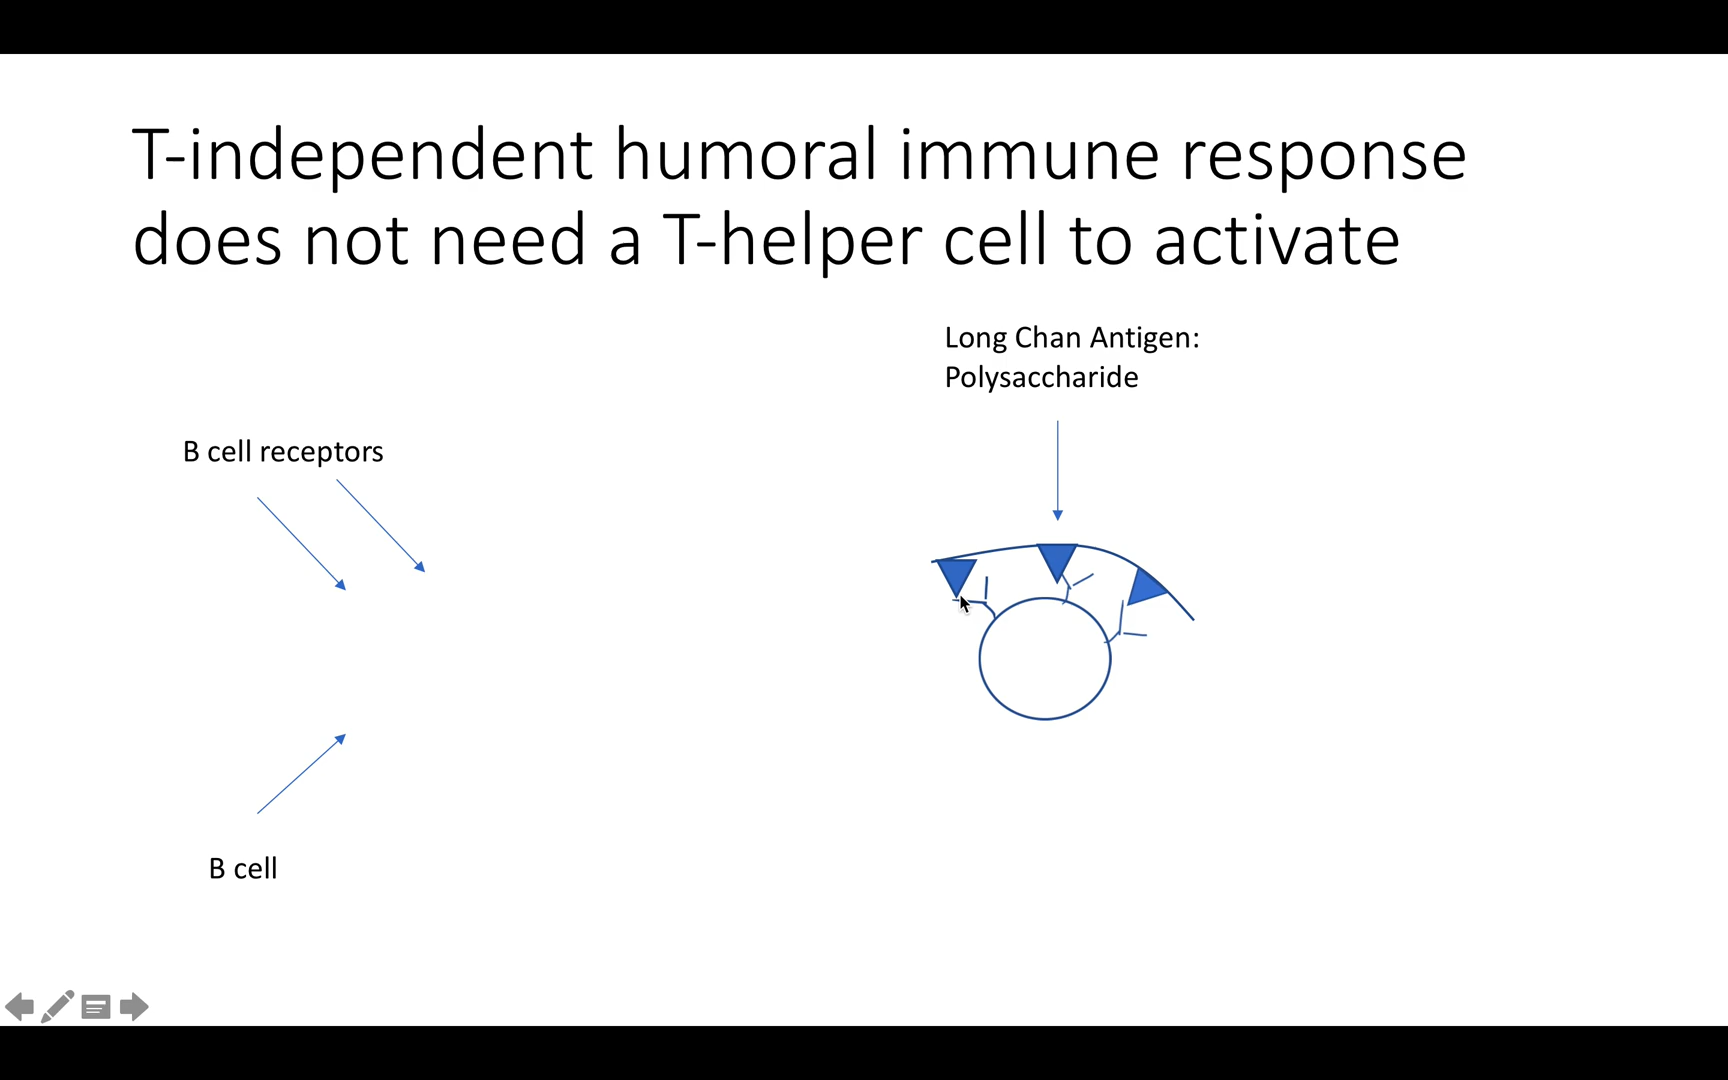 T-independent humoral immune response
does not need a T-helper cell to activate
Long Chan Antigen:
Polysaccharide
B cell receptors
B cell